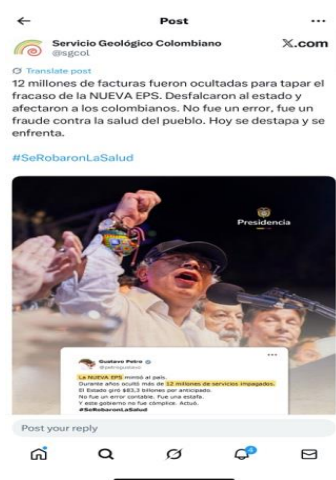 Post
Servicio Geológico Colombiano
@sgcol
X.com
Translate post
12 millones de facturas fueron ocultadas para tapar el
fracaso de la NUEVA EPS. Desfalcaron al estado y
afectaron a los colombianos. No fue un error, fue un
fraude contra la salud del pueblo. Hoy se destapa y se
enfrenta.
#SeRobaronLaSalud
Presidencia
Gustavo Petro
@petrogustavo
La NUEVA EPS mintió al país.
Durante años ocultó más de 12 millones de servicios impagados.
El Estado giró $83,3 billones por anticipado.
No fue un error contable. Fue una estafa.
Y este gobierno no fue cómplice. Actuó.
#SeRobaronLaSalud
Post your reply